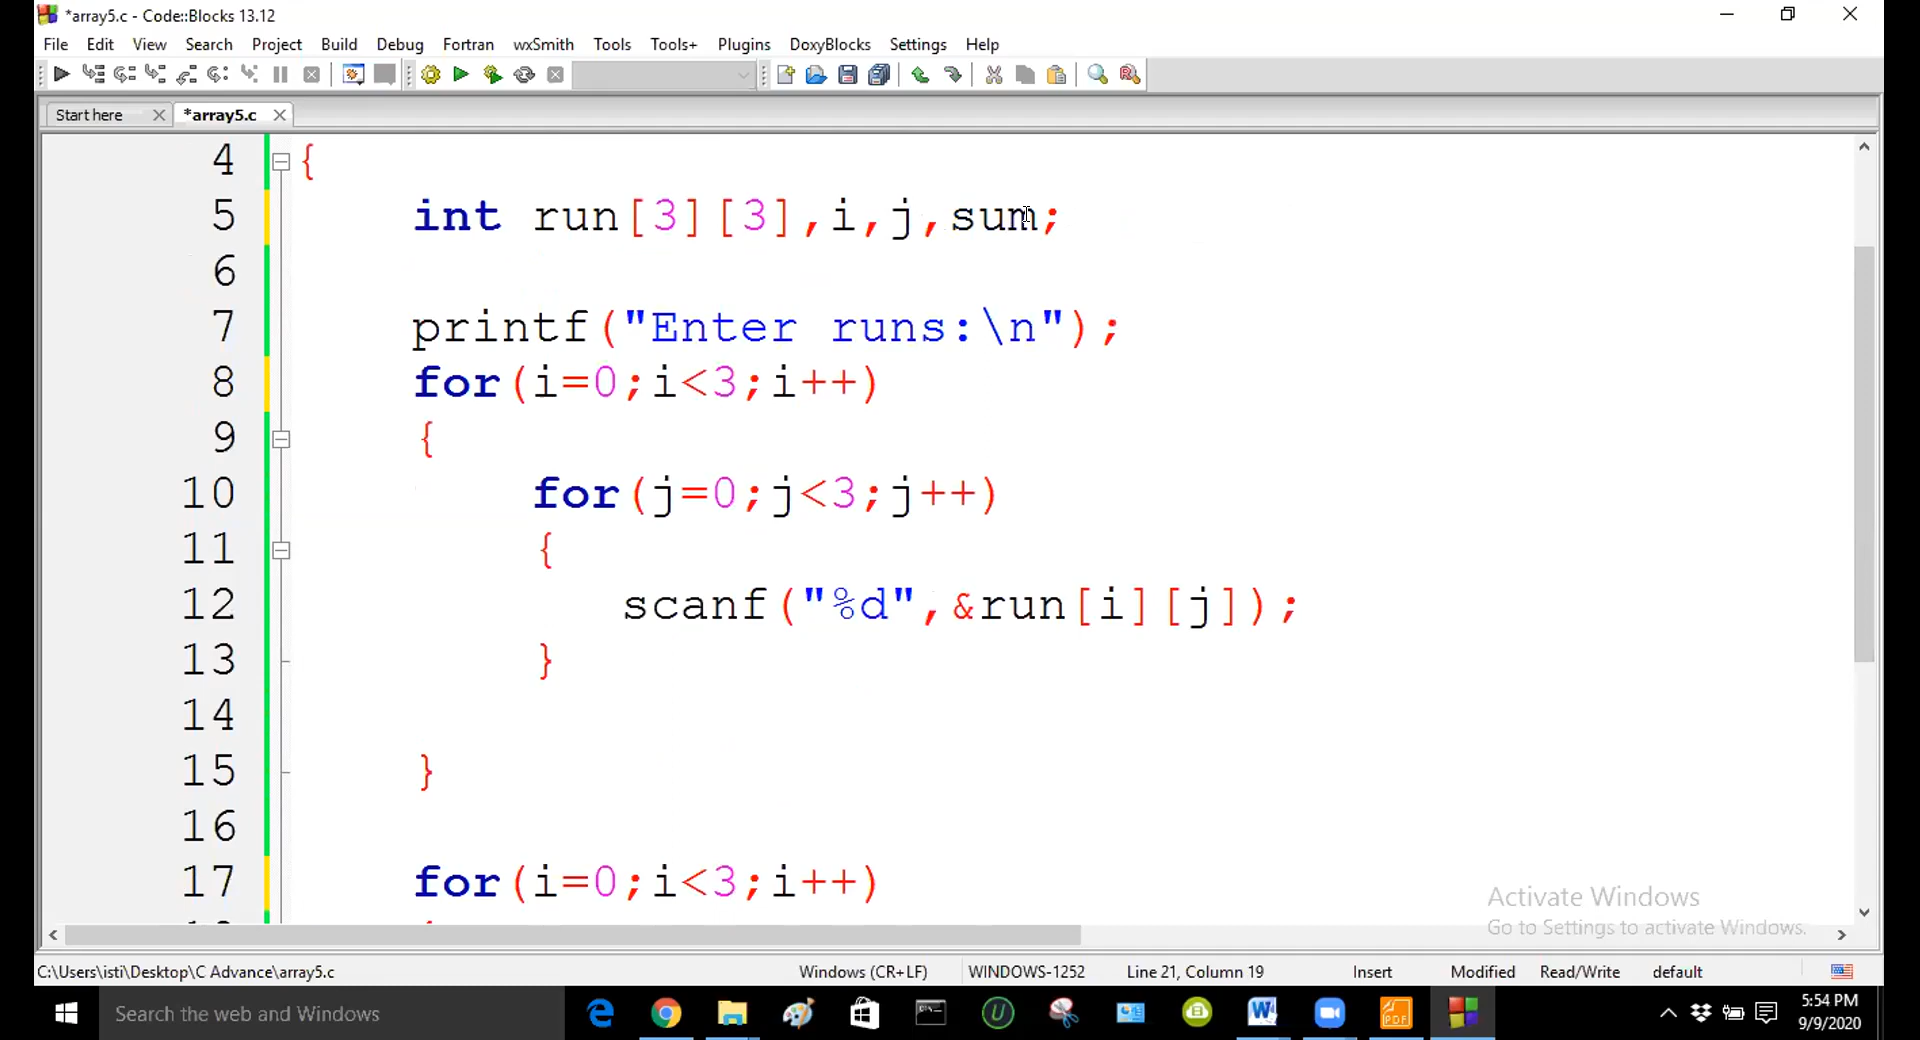 *array5.c - Code::Blocks 13.12
File Edit View Search Project Build Debug Fortran wxSmith Tools Tools+ Plugins DoxyBlocks Settings Help
Start here *array5.c
4 {
5 int run[3][3],i,j,sum;
6
7 printf("Enter runs:\n");
8 for(i=0;i<3;i++)
9 {
10 for(j=0;j<3;j++)
11 {
12 scanf("%d",&run[i][j]);
13 }
14
15 }
16
17 for(i=0;i<3;i++)
Activate Windows
Go to Settings to activate Windows.
C:\Users\isti\Desktop\C Advance\array5.c Windows (CR+LF) WINDOWS-1252 Line 21, Column 19 Insert Modified Read/Write default
Search the web and Windows
5:54 PM
9/9/2020